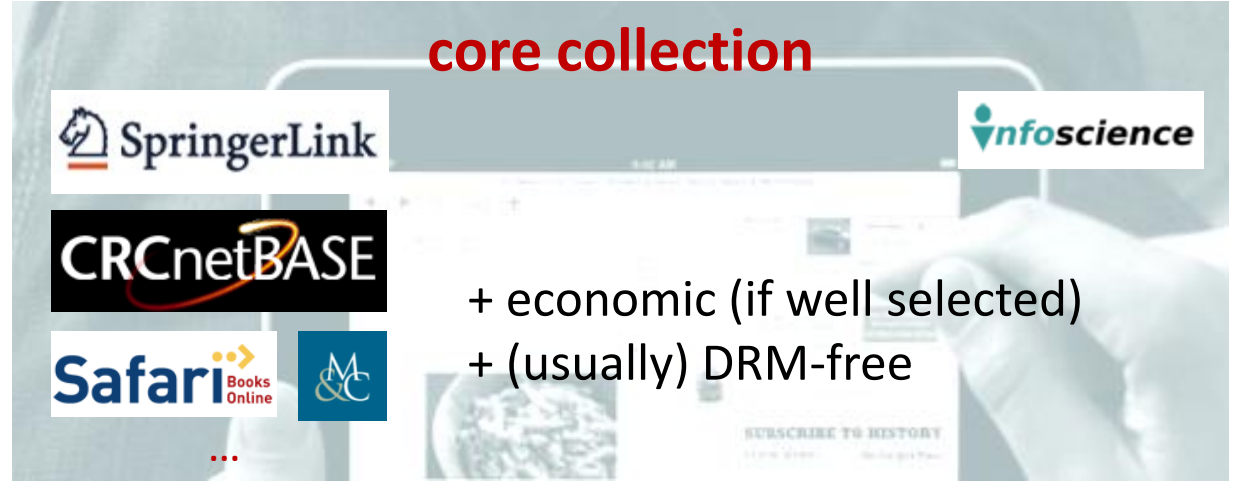 core collection
SpringerLink
infoscience
CRCnetBASE
+ economic (if well selected)
+ (usually) DRM-free
Safari Books Online
M&C
...
SUBSCRIBE TO HISTORY